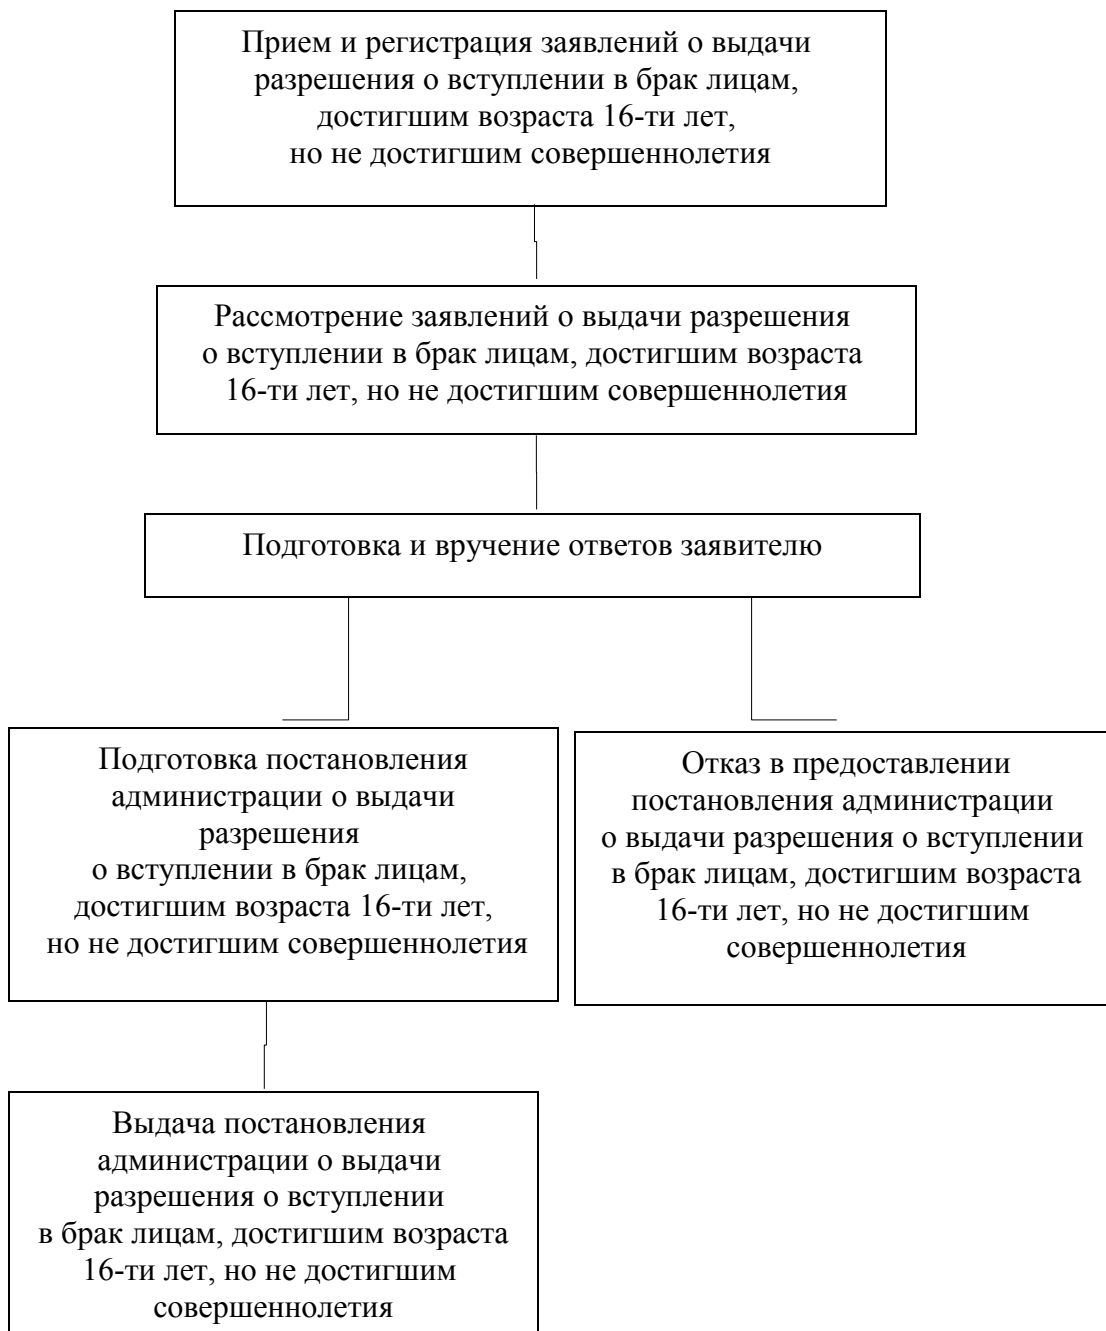 Прием и регистрация заявлений о выдачи
разрешения о вступлении в брак лицам,
достигшим возраста 16-ти лет,
но не достигшим совершеннолетия
Рассмотрение заявлений о выдачи разрешения
о вступлении в брак лицам, достигшим возраста
16-ти лет, но не достигшим совершеннолетия
Подготовка и вручение ответов заявителю
Подготовка постановления
администрации о выдачи
разрешения
о вступлении в брак лицам,
достигшим возраста 16-ти лет,
но не достигшим совершеннолетия
Отказ в предоставлении
постановления администрации
о выдачи разрешения о вступлении
в брак лицам, достигшим возраста
16-ти лет, но не достигшим
совершеннолетия
Выдача постановления
администрации о выдачи
разрешения о вступлении
в брак лицам, достигшим возраста
16-ти лет, но не достигшим
совершеннолетия